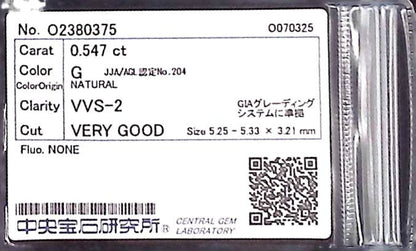 No. O2380375 O070325
Carat 0.547 ct
Color G JJA/AGL認定No.204
ColorOrigin NATURAL
Clarity VVS-2 GIAグレーディング
システムに準拠
Cut VERY GOOD Size 5.25 - 5.33 × 3.21 mm
Fluo. NONE
中央宝石研究所® CENTRAL GEM
LABORATORY